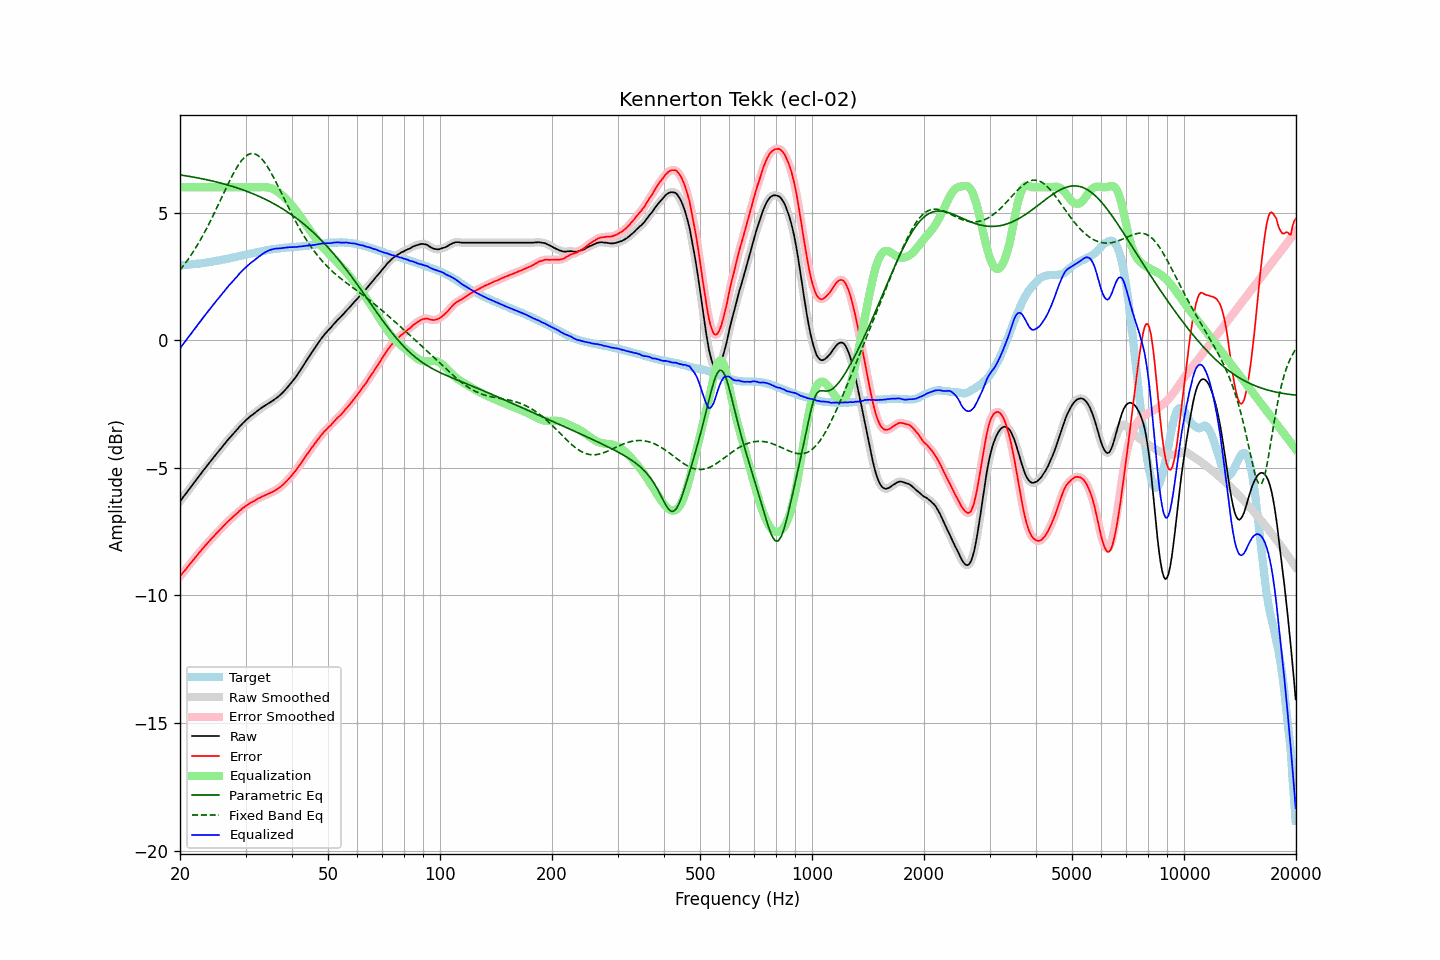 Kennerton Tekk (ecl-02)
Amplitude (dBr)
5
0
−5
−10
−15
−20
Target
Raw Smoothed
Error Smoothed
Raw
Error
Equalization
Parametric Eq
Fixed Band Eq
Equalized
20 50 100 200 500 1000 2000 5000 10000 20000
Frequency (Hz)